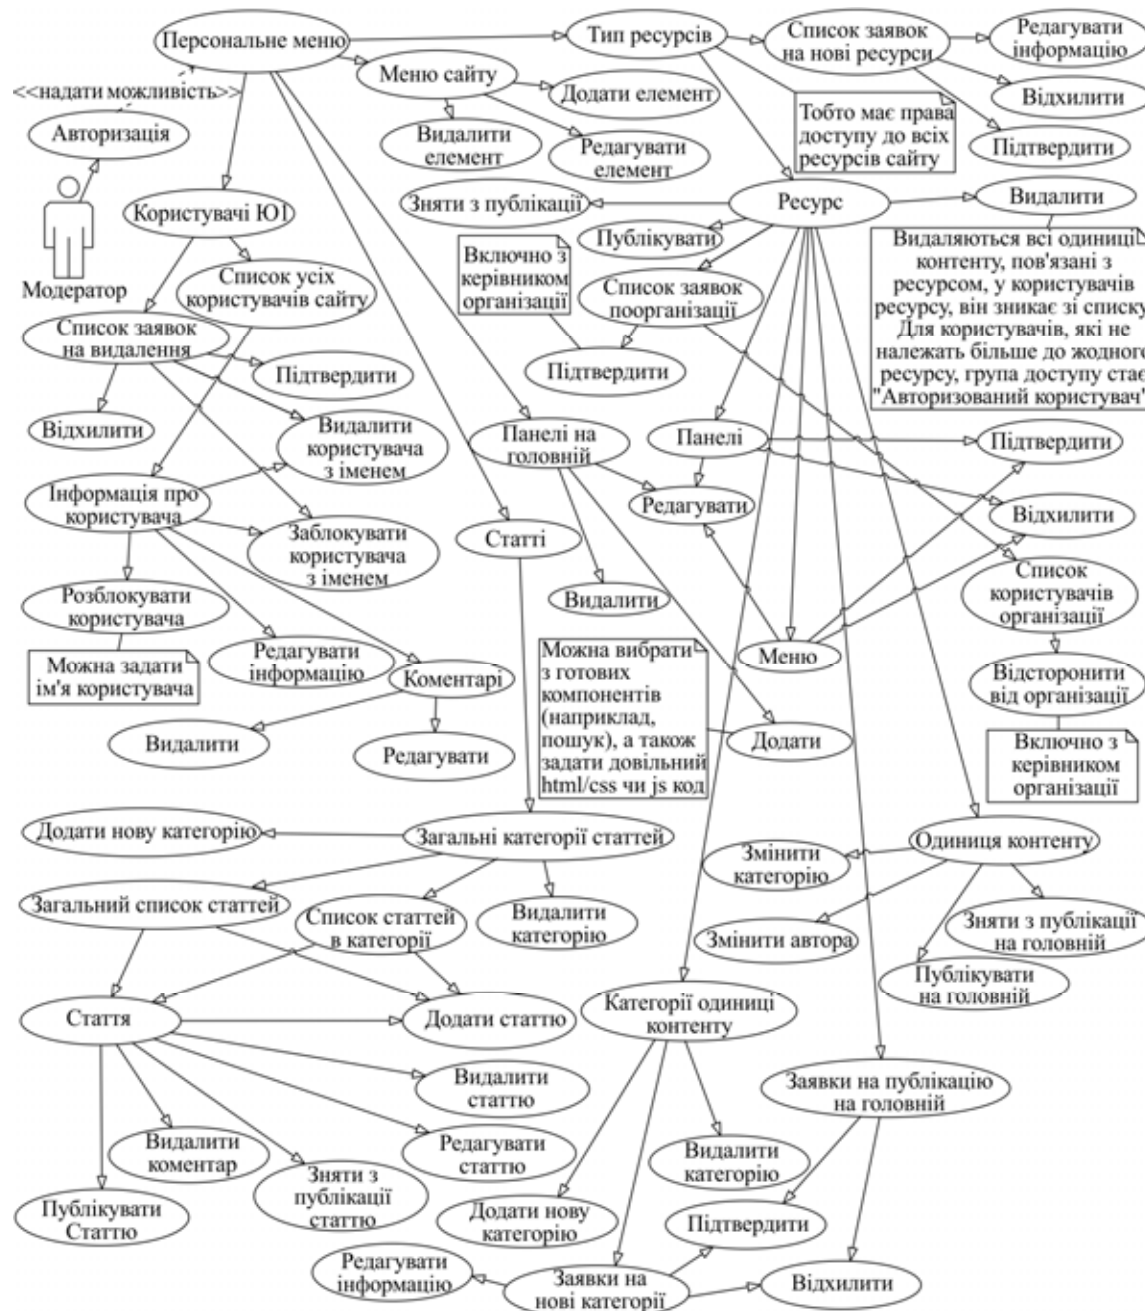 Персональне меню
Тип ресурсів
Список заявок
на нові ресурси
Редагувати
інформацію
Меню сайту
<<надати можливість>>
Додати елемент
Відхилити
Авторизація
Видалити
елемент
Редагувати
елемент
Тобто має права
доступу до всіх
ресурсів сайту
Підтвердити
Користувачі ЮІ
Зняти з публікації
Ресурс
Видалити
Публікувати
Включно з
керівником
організації
Видаляються всі одиниці
контенту, пов'язані з
ресурсом, у користувачів
ресурсу, він зникає зі списку
Для користувачів, які не
належать більше до жодного
ресурсу, група доступу стає
"Авторизований користувач"
Модератор
Список усіх
користувачів сайту
Список заявок
поорганізації
Список заявок
на видалення
Підтвердити
Підтвердити
Відхилити
Видалити
користувача
з іменем
Панелі на
головній
Панелі
Підтвердити
Інформація про
користувача
Редагувати
Відхилити
Заблокувати
користувача
з іменем
Статті
Список
користувачів
організації
Розблокувати
користувача
Видалити
Можна задати
ім'я користувача
Редагувати
інформацію
Коментарі
Можна вибрати
з готових
компонентів
(наприклад,
пошук), а також
задати довільний
html/css чи js код
Меню
Відсторонити
від організації
Видалити
Редагувати
Додати
Включно з
керівником
організації
Додати нову категорію
Загальні категорії статтей
Одиниця контенту
Змінити
категорію
Загальний список статтей
Список статтей
в категорії
Видалити
категорію
Змінити автора
Зняти з публікації
на головній
Публікувати
на головній
Стаття
Додати статтю
Категорії одиниці
контенту
Видалити
статтю
Заявки на публікацію
на головній
Видалити
коментар
Редагувати
статтю
Видалити
категорію
Публікувати
Статтю
Зняти з
публікації
статтю
Додати нову
категорію
Підтвердити
Редагувати
інформацію
Заявки на
нові категорії
Відхилити